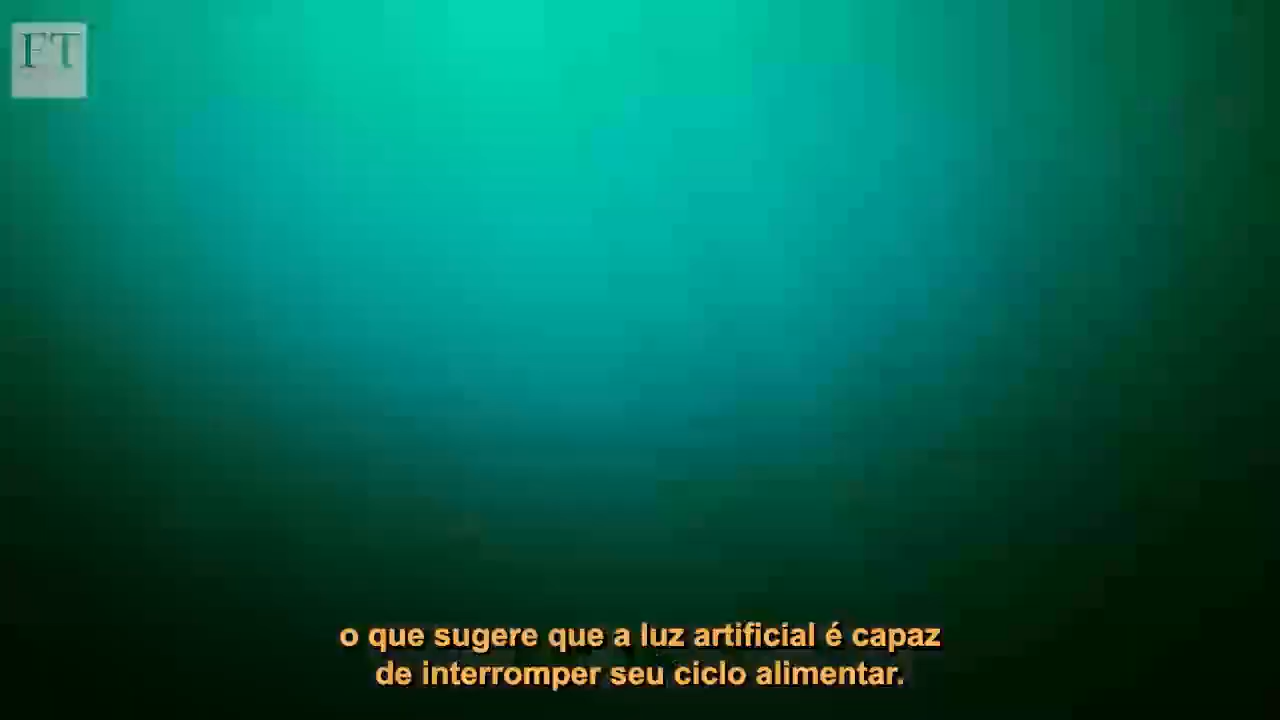 FT
o que sugere que a luz artificial é capaz
de interromper seu ciclo alimentar.